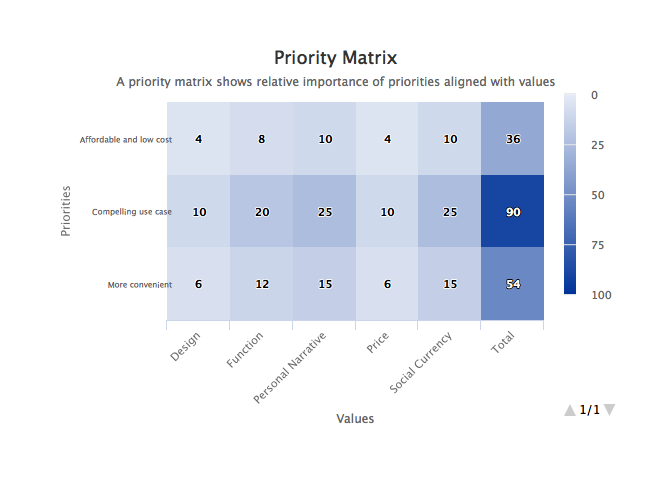 Priority Matrix
A priority matrix shows relative importance of priorities aligned with values
Priorities
Affordable and low cost 4 8 10 4 10 36
Compelling use case 10 20 25 10 25 90
More convenient 6 12 15 6 15 54
Design Function Personal Narrative Price Social Currency Total
Values
0
25
50
75
100
1/1